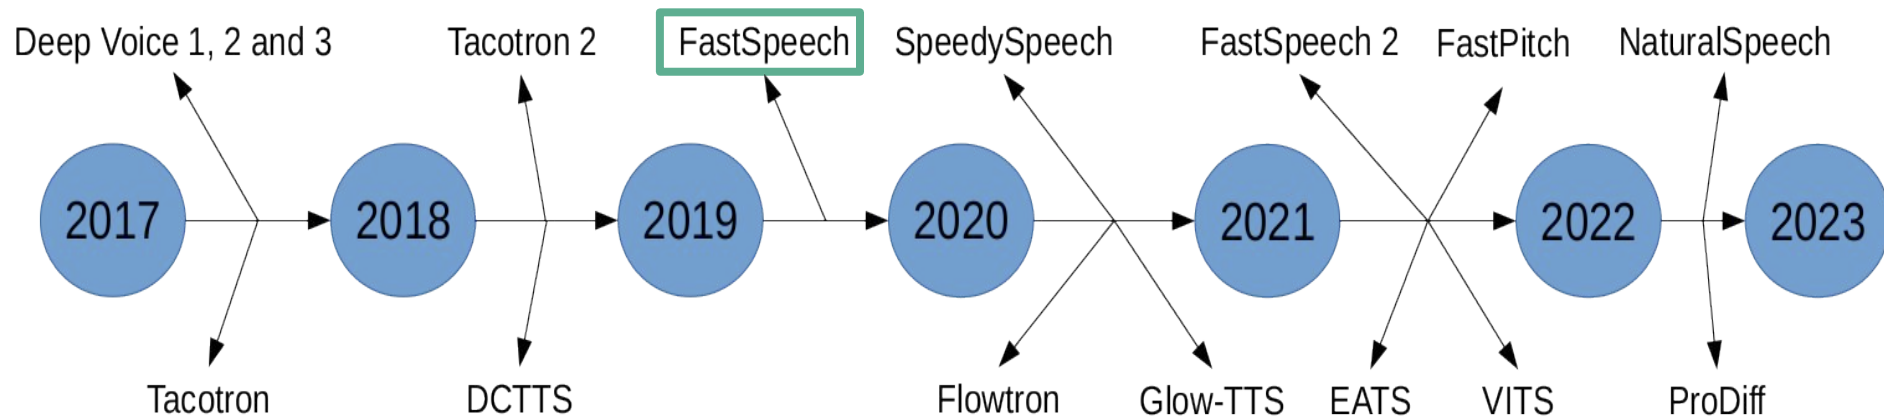 Deep Voice 1, 2 and 3 Tacotron 2 FastSpeech SpeedySpeech FastSpeech 2 FastPitch NaturalSpeech
2017 2018 2019 2020 2021 2022 2023
Tacotron DCTTS Flowtron Glow-TTS EATS VITS ProDiff